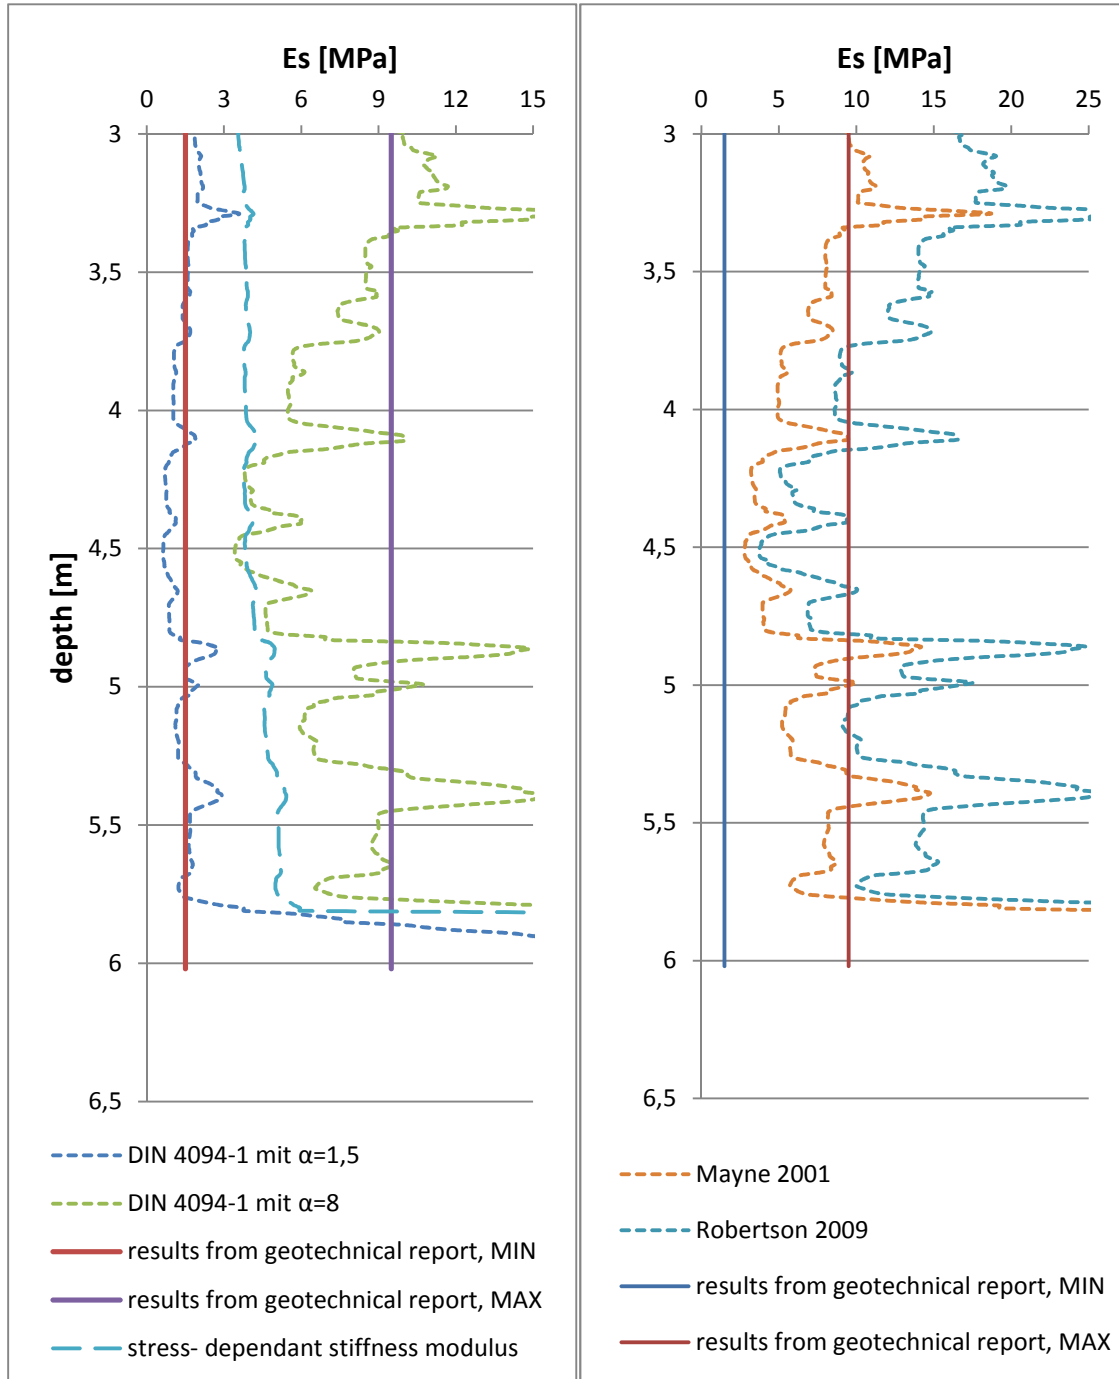 Es [MPa]
0 3 6 9 12 15
3
3,5
4
4,5
5
5,5
6
6,5
depth [m]
DIN 4094-1 mit α=1,5
DIN 4094-1 mit α=8
results from geotechnical report, MIN
results from geotechnical report, MAX
stress- dependant stiffness modulus
Es [MPa]
0 5 10 15 20 25
3
3,5
4
4,5
5
5,5
6
6,5
Mayne 2001
Robertson 2009
results from geotechnical report, MIN
results from geotechnical report, MAX